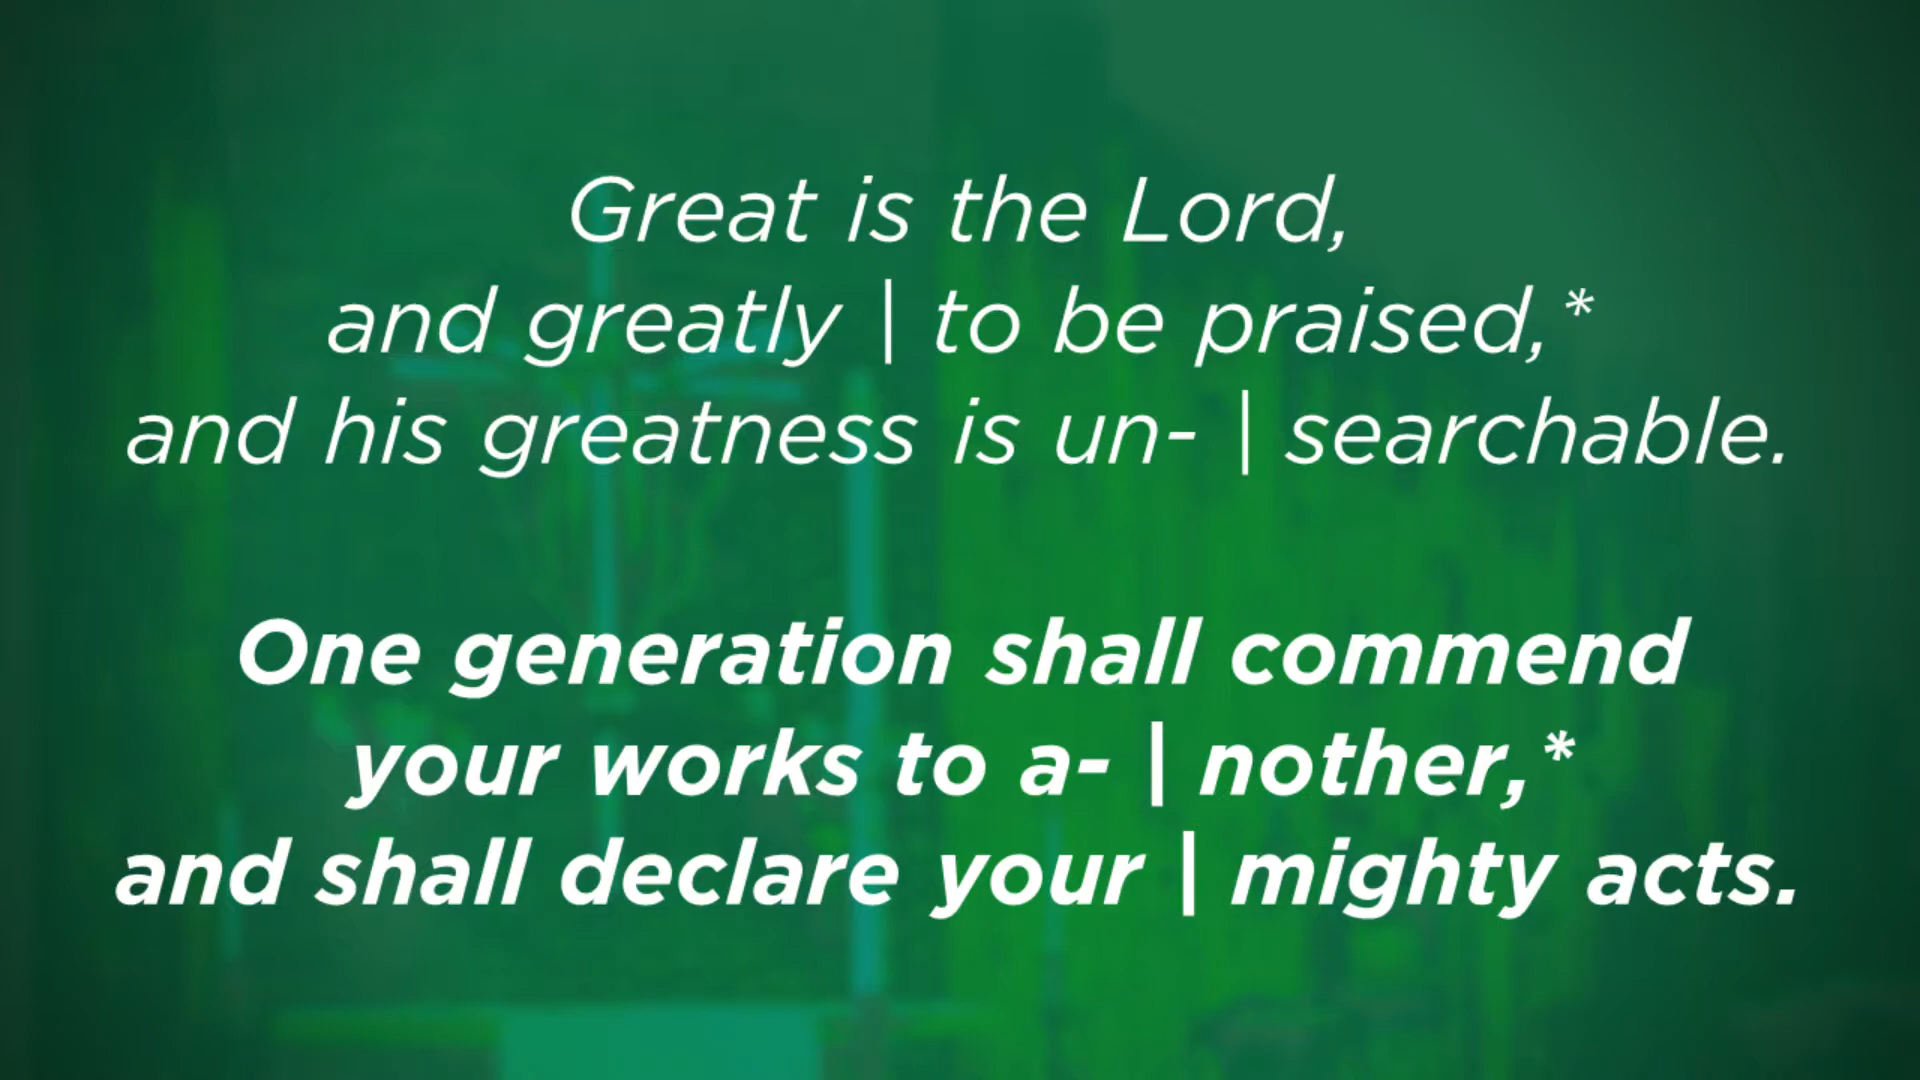 Great is the Lord,
and greatly | to be praised,*
and his greatness is un- | searchable.
One generation shall commend
your works to a- | nother,*
and shall declare your | mighty acts.